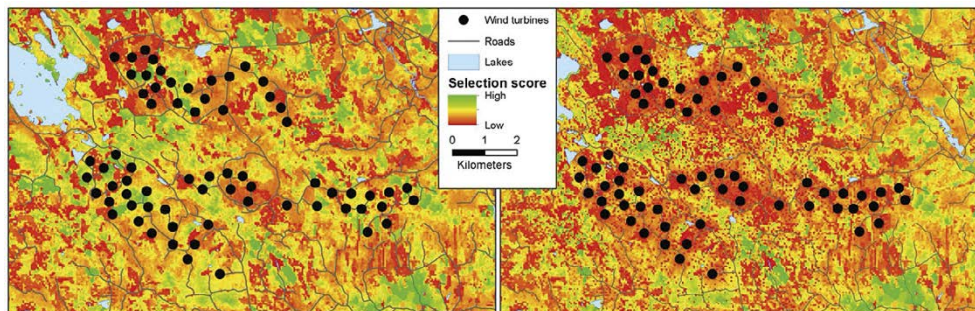 Wind turbines
Roads
Lakes
Selection score
High
Low
0 1 2
Kilometers